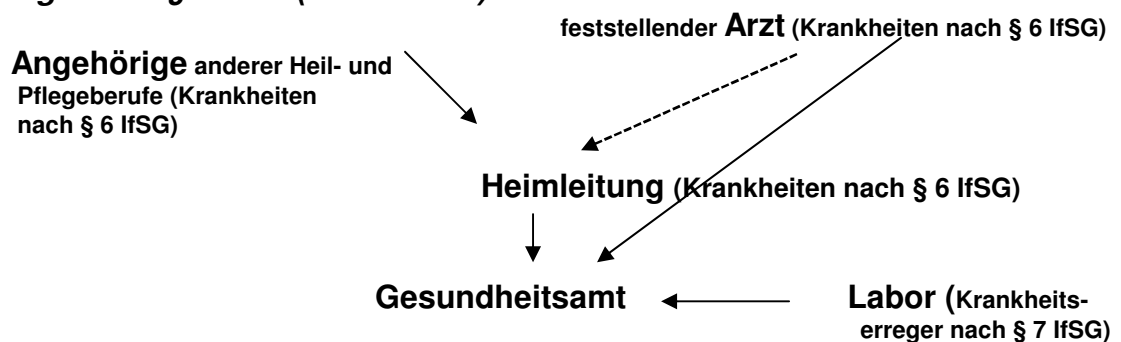 feststellender Arzt (Krankheiten nach § 6 IfSG)
Angehörige anderer Heil- und
Pflegeberufe (Krankheiten
nach § 6 IfSG)
Heimleitung (Krankheiten nach § 6 IfSG)
Gesundheitsamt
Labor (Krankheits-
erreger nach § 7 IfSG)